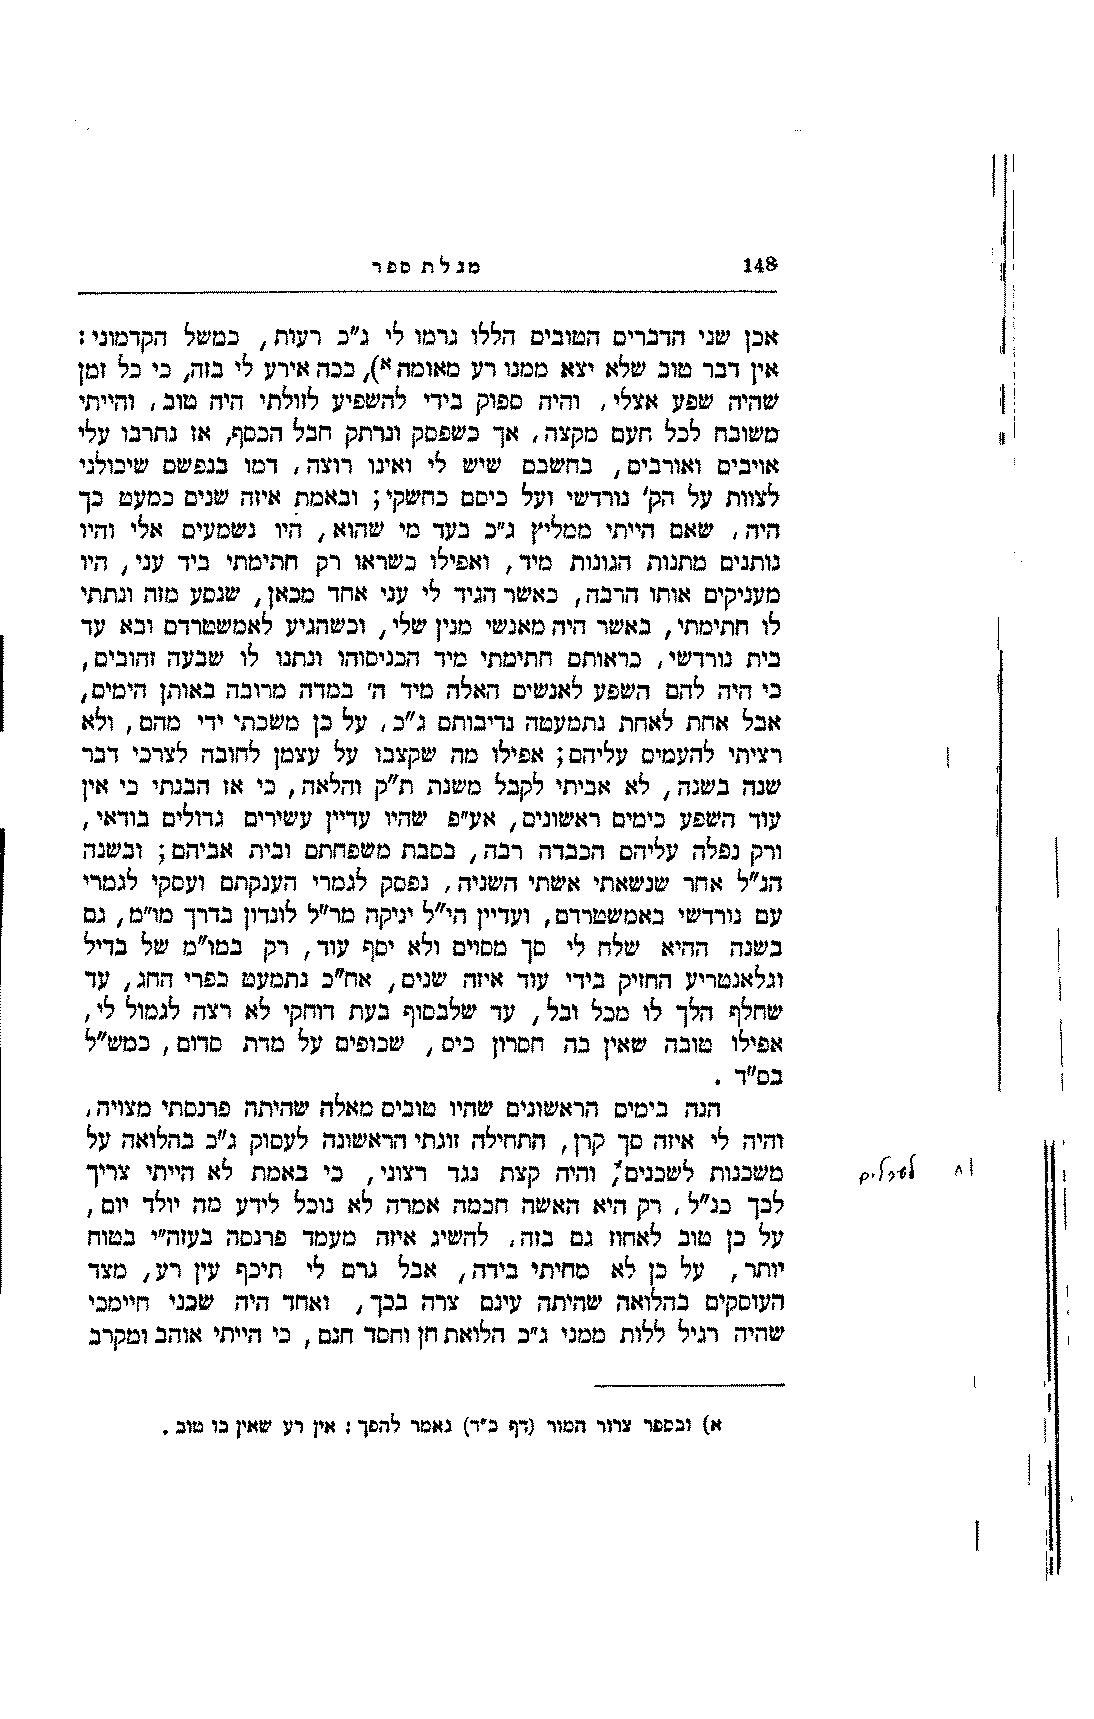 148 מגלת ספר
אכן שני הדברים הטובים הללו גרמו לי ג"כ רעות, כמשל הקדמוני:
אין דבר טוב שלא יצא ממנו רע מאומה א), ככה אירע לי בזה, כי כל זמן
שהיה שפע אצלי, והיה ספוק בידי להשפיע לזולתי היה טוב, והייתי
משובח לכל העם מקצה, אך כשפסק ונרתק חבל הכסף, אז נתרבו עלי
אויבים ואורבים, בחשבם שיש לי ואינו רוצה, דמו בנפשם שיכולני
לצוות על הק' נורדשי ועל כיסם כחשקי; ובאמת איזה שנים כמעט כך
היה, שאם הייתי ממליץ ג"כ בעד מי שהוא, היו נשמעים אלי והיו
נותנים מתנות הגונות מיד, ואפילו כשראו רק חתימתי ביד עני, היו
מעניקים אותו הרבה, כאשר הגיד לי עני אחד מכאן, שנסע מזה ונתתי
לו חתימתי, באשר היה מאנשי מנין שלי, וכשהגיע לאמשטרדם ובא עד
בית נורדשי, כראותם חתימתי מיד הכניסוהו ונתנו לו שבעה זהובים,
כי היה להם השפע לאנשים האלה מיד ה' במדה מרובה באותן הימים,
אבל אחת לאחת נתמעטה נדיבותם ג"כ, על כן משכתי ידי מהם, ולא
רציתי להעמים עליהם; אפילו מה שקצבו על עצמן לחובה לצרכי דבר
שנה בשנה, לא אביתי לקבל משנת ת"ק והלאה, כי אז הבנתי כי אין
עוד השפע כימים ראשונים, אע"פ שהיו עדיין עשירים גדולים בודאי,
ורק נפלה עליהם הכבדה רבה, בסבת משפחתם ובית אביהם; ובשנה
הנ"ל אחר שנשאתי אשתי השניה, נפסק לגמרי הענקתם ועסקי לגמרי
עם נורדשי באמשטרדם, ועדיין הי"ל יניקה מר"ל לונדון בדרך מו"מ, גם
בשנה ההיא שלח לי סך מסוים ולא יסף עוד, רק במו"מ של בדיל
וגלאנטריע החזיק בידי עוד איזה שנים, אח"כ נתמעט כפרי החג, עד
שחלף הלך לו מכל וכל, עד שלבסוף בעת דוחקי לא רצה לגמול לי,
אפילו טובה שאין בה חסרון כיס, שכופים על מדת סדום, כמש"ל
בס"ד.
הנה בימים הראשונים שהיו טובים מאלה שהיתה פרנסתי מצויה,
והיה לי איזה סך קרן, התחילה זוגתי הראשונה לעסוק ג"כ בהלואה על
משכנות לשכנים; והיה קצת נגד רצוני, כי באמת לא הייתי צריך
לכך כנ"ל, רק היא האשה חכמה אמרה לא נוכל לידע מה יולד יום,
על כן טוב לאחוז גם בזה, להשיג איזה מעמד פרנסה בעזה"י בטוח
יותר, על כן לא מחיתי בידה, אבל גרם לי תיכף עין רע, מצד
העוסקים בהלואה שהיתה עינם צרה בכך, ואחד היה שכני חיימכי
שהיה רגיל ללות ממני ג"כ הלואת חן וחסד חנם, כי הייתי אוהב ומקרב
א) ובספר צרור המור (דף כ"ד) נאמר להפך: אין רע שאין בו טוב.